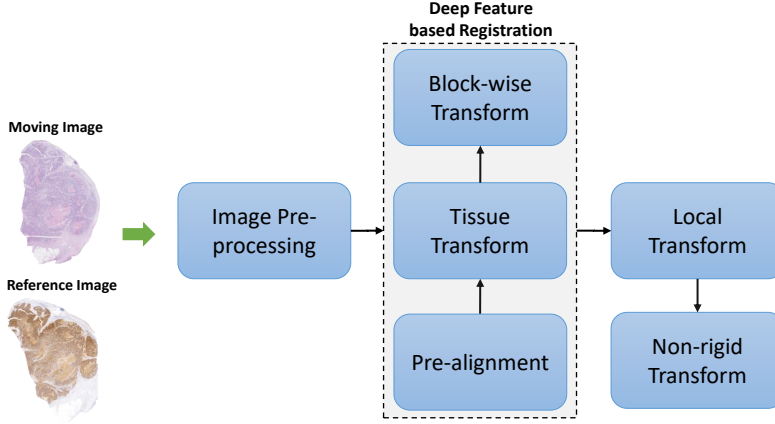 Deep Feature
based Registration
Block-wise
Transform
Moving Image
Image Pre-
processing
Tissue
Transform
Local
Transform
Reference Image
Pre-alignment
Non-rigid
Transform